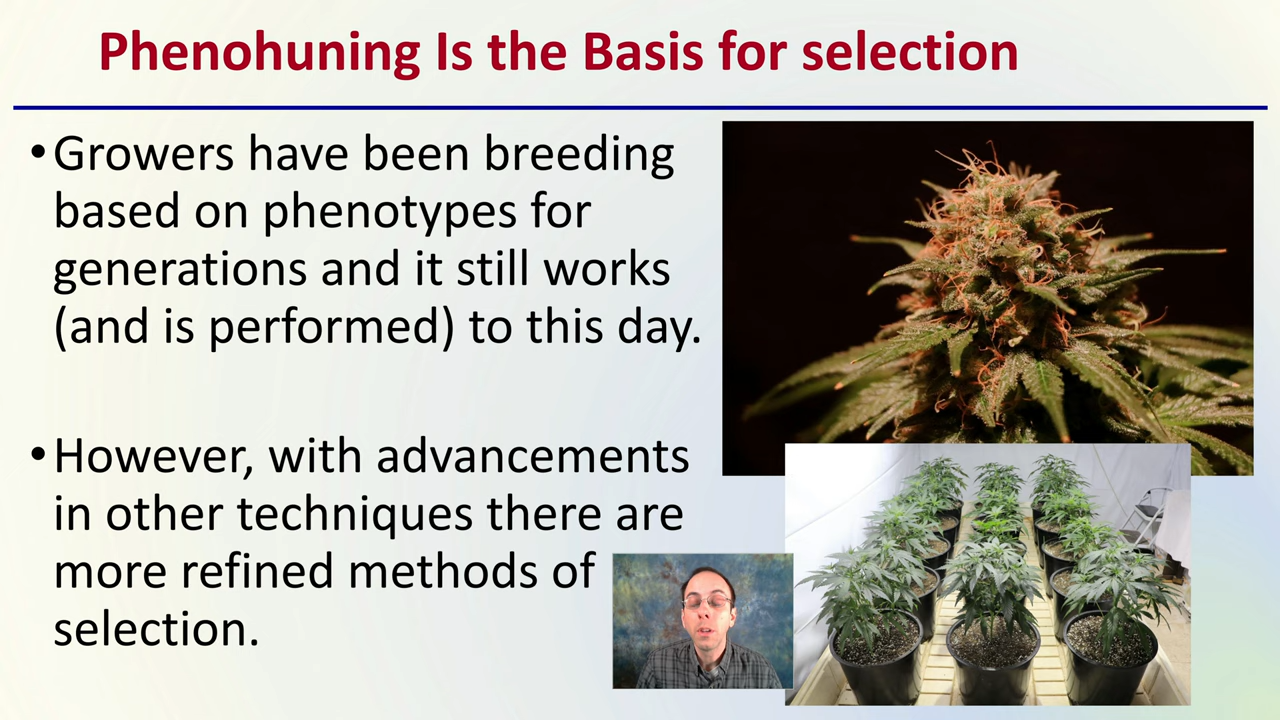 Phenohuning Is the Basis for selection
•Growers have been breeding
based on phenotypes for
generations and it still works
(and is performed) to this day.
•However, with advancements
in other techniques there are
more refined methods of
selection.